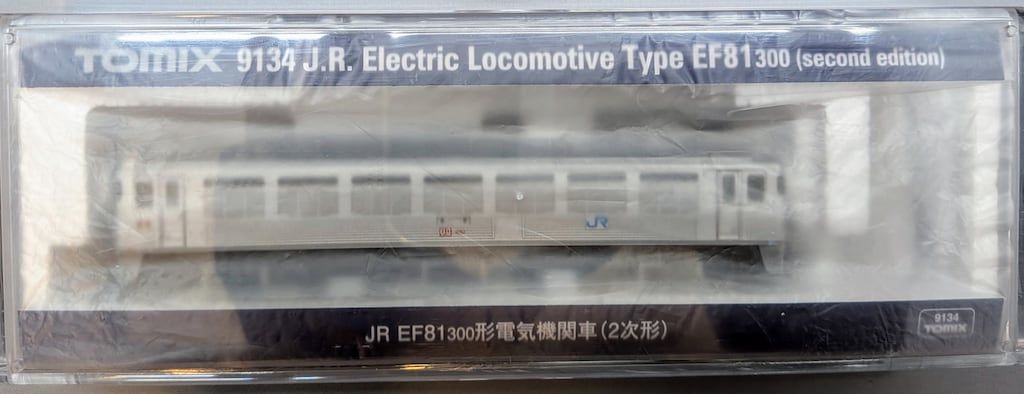 TOMIX 9134 J.R. Electric Locomotive Type EF81300 (second edition)
JR
JR EF81300形電気機関車(2次形)
9134
TOMIX